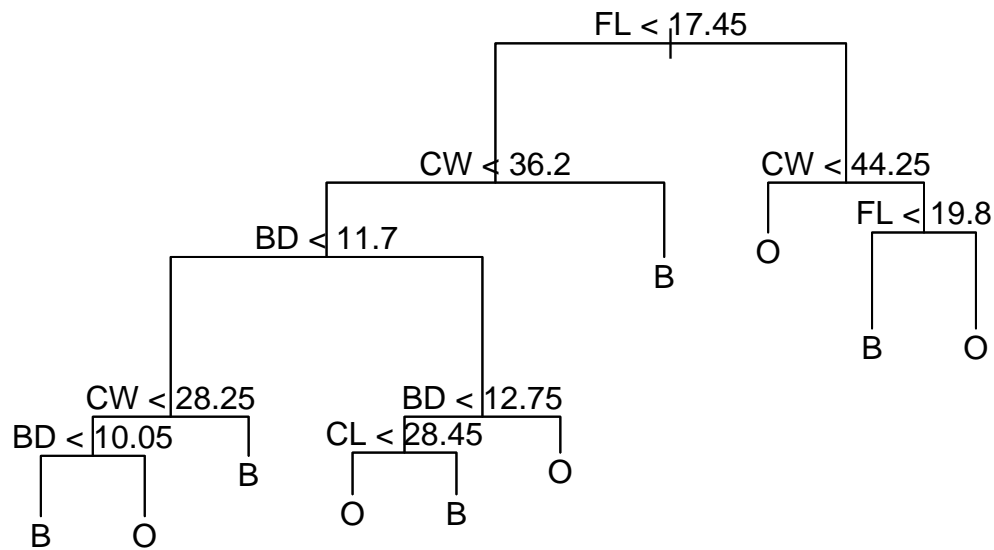 FL < 17.45
CW < 36.2
CW < 44.25
FL < 19.8
BD < 11.7
O
B
B
O
CW < 28.25
BD < 12.75
BD < 10.05
CL < 28.45
B
O
O
B
B
O